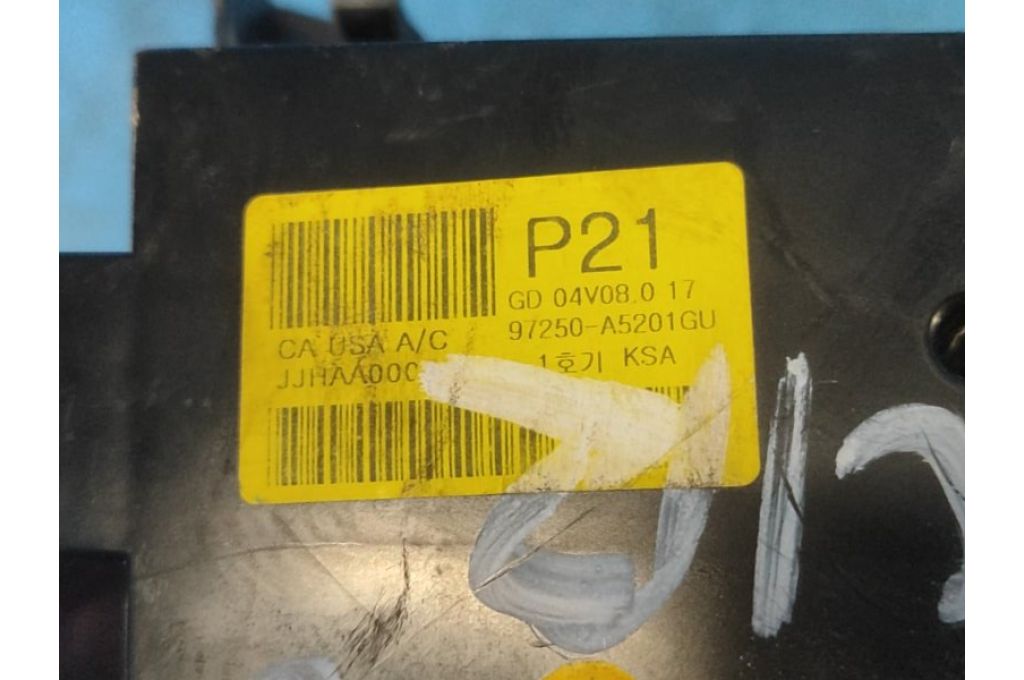 P21
GD 04V08.0 17
97250-A5201GU
CA USA A/C
1호기 KSA